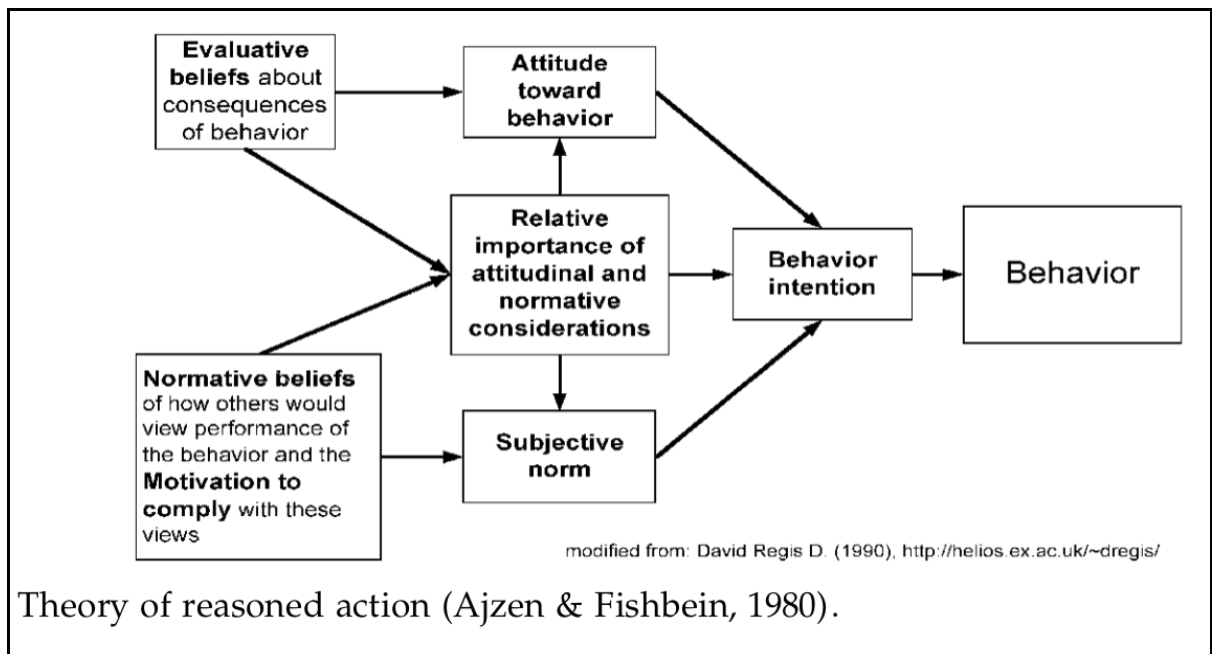 Evaluative
beliefs about
consequences
of behavior
Attitude
toward
behavior
Relative
importance of
attitudinal and
normative
considerations
Behavior
intention
Behavior
Normative beliefs
of how others would
view performance of
the behavior and the
Motivation to
comply with these
views
Subjective
norm
modified from: David Regis D. (1990), http://helios.ex.ac.uk/~dregis/
Theory of reasoned action (Ajzen & Fishbein, 1980).